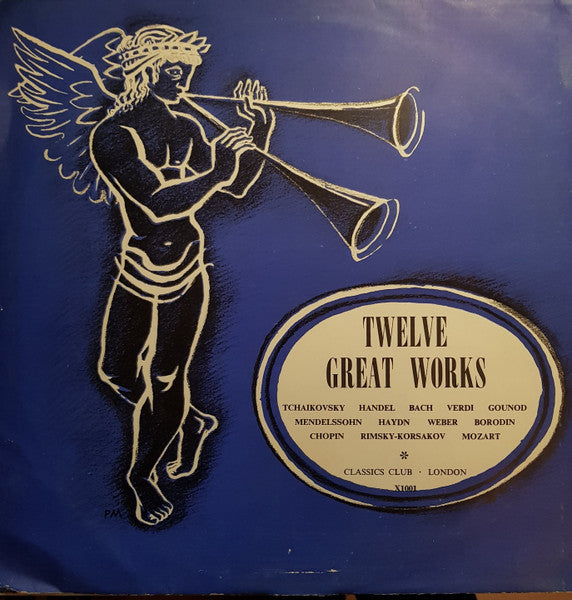 TWELVE
GREAT WORKS
TCHAIKOVSKY HANDEL BACH VERDI GOUNOD
MENDELSSOHN HAYDN WEBER BORODIN
CHOPIN RIMSKY-KORSAKOV MOZART
*
CLASSICS CLUB · LONDON
X1001
PM